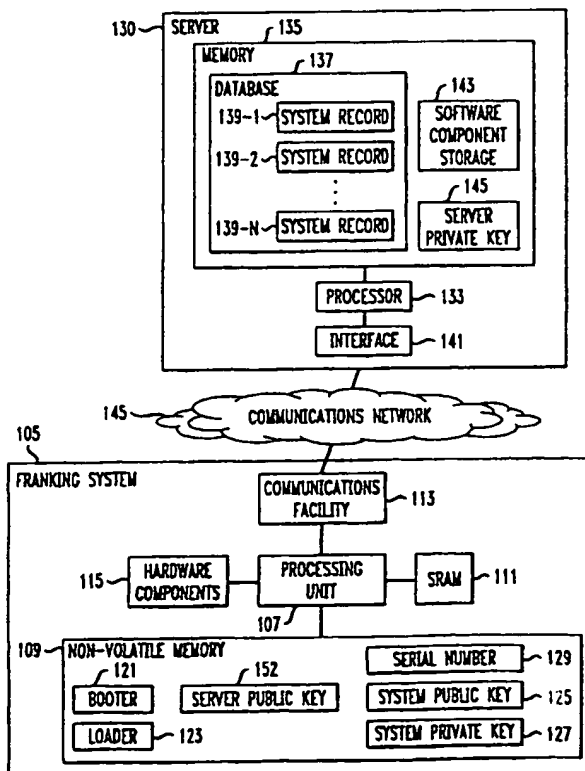 130 SERVER 135
MEMORY 137
DATABASE
139-1 SYSTEM RECORD
139-2 SYSTEM RECORD
139-N SYSTEM RECORD
143
SOFTWARE
COMPONENT
STORAGE
145
SERVER
PRIVATE KEY
PROCESSOR 133
INTERFACE 141
145 COMMUNICATIONS NETWORK
105
FRANKING SYSTEM
COMMUNICATIONS
FACILITY
113
115 HARDWARE
COMPONENTS
PROCESSING
UNIT
107
SRAM 111
109 NON-VOLATILE MEMORY
121
BOOTER
LOADER 123
152
SERVER PUBLIC KEY
SERIAL NUMBER 129
SYSTEM PUBLIC KEY 125
SYSTEM PRIVATE KEY 127